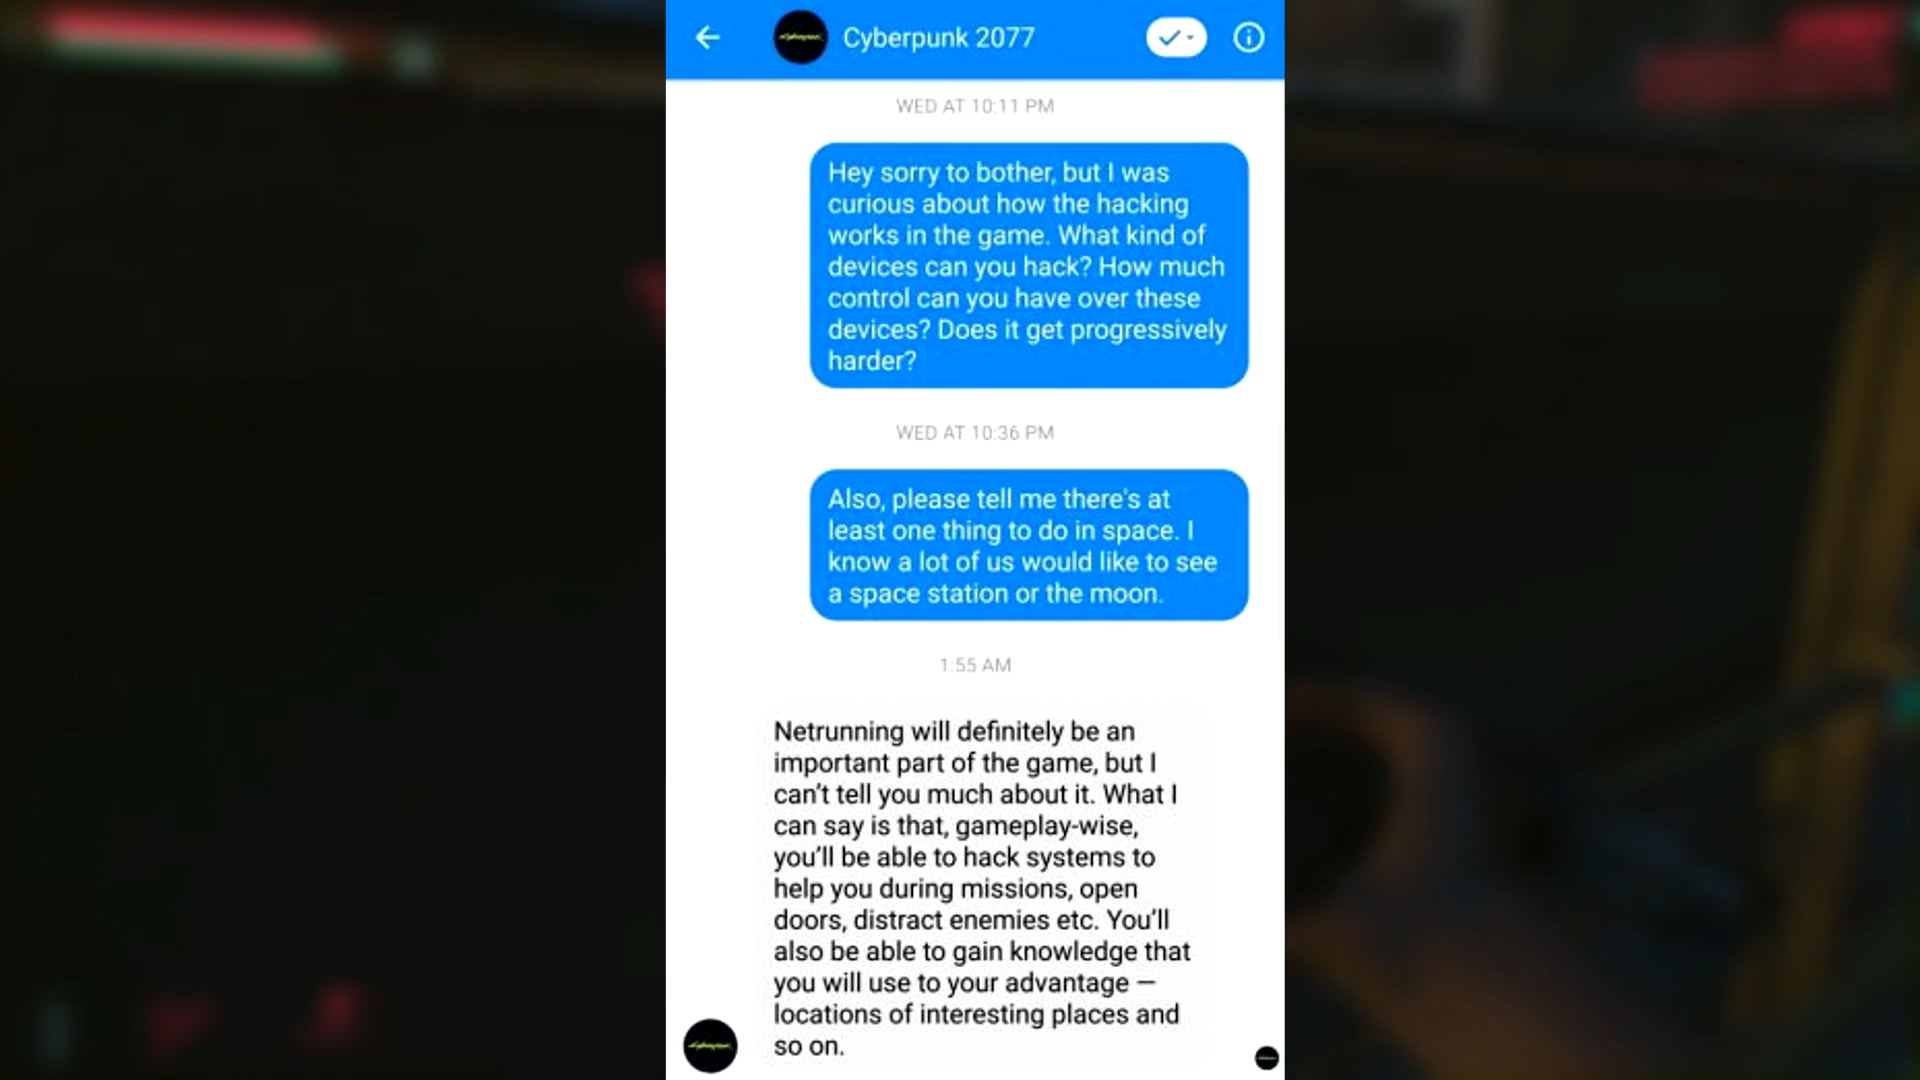 Cyberpunk 2077
WED AT 10:11 PM
Hey sorry to bother, but I was
curious about how the hacking
works in the game. What kind of
devices can you hack? How much
control can you have over these
devices? Does it get progressively
harder?
WED AT 10:36 PM
Also, please tell me there's at
least one thing to do in space. I
know a lot of us would like to see
a space station or the moon.
1:55 AM
Netrunning will definitely be an
important part of the game, but I
can’t tell you much about it. What I
can say is that, gameplay-wise,
you’ll be able to hack systems to
help you during missions, open
doors, distract enemies etc. You’ll
also be able to gain knowledge that
you will use to your advantage —
locations of interesting places and
so on.